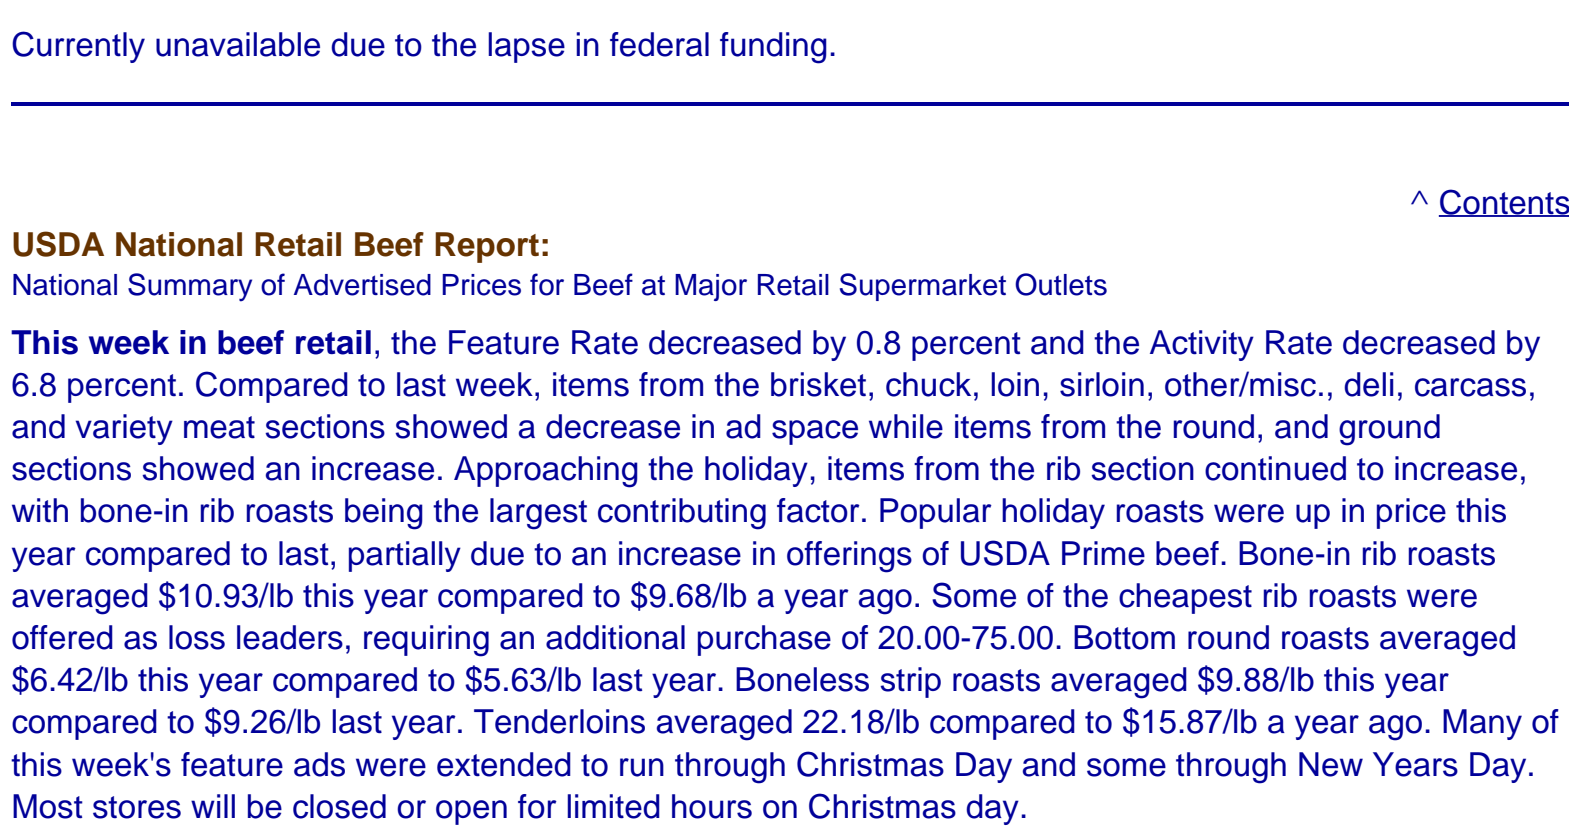 Currently unavailable due to the lapse in federal funding.
^ Contents
USDA National Retail Beef Report:
National Summary of Advertised Prices for Beef at Major Retail Supermarket Outlets
This week in beef retail, the Feature Rate decreased by 0.8 percent and the Activity Rate decreased by
6.8 percent. Compared to last week, items from the brisket, chuck, loin, sirloin, other/misc., deli, carcass,
and variety meat sections showed a decrease in ad space while items from the round, and ground
sections showed an increase. Approaching the holiday, items from the rib section continued to increase,
with bone-in rib roasts being the largest contributing factor. Popular holiday roasts were up in price this
year compared to last, partially due to an increase in offerings of USDA Prime beef. Bone-in rib roasts
averaged $10.93/lb this year compared to $9.68/lb a year ago. Some of the cheapest rib roasts were
offered as loss leaders, requiring an additional purchase of 20.00-75.00. Bottom round roasts averaged
$6.42/lb this year compared to $5.63/lb last year. Boneless strip roasts averaged $9.88/lb this year
compared to $9.26/lb last year. Tenderloins averaged 22.18/lb compared to $15.87/lb a year ago. Many of
this week's feature ads were extended to run through Christmas Day and some through New Years Day.
Most stores will be closed or open for limited hours on Christmas day.